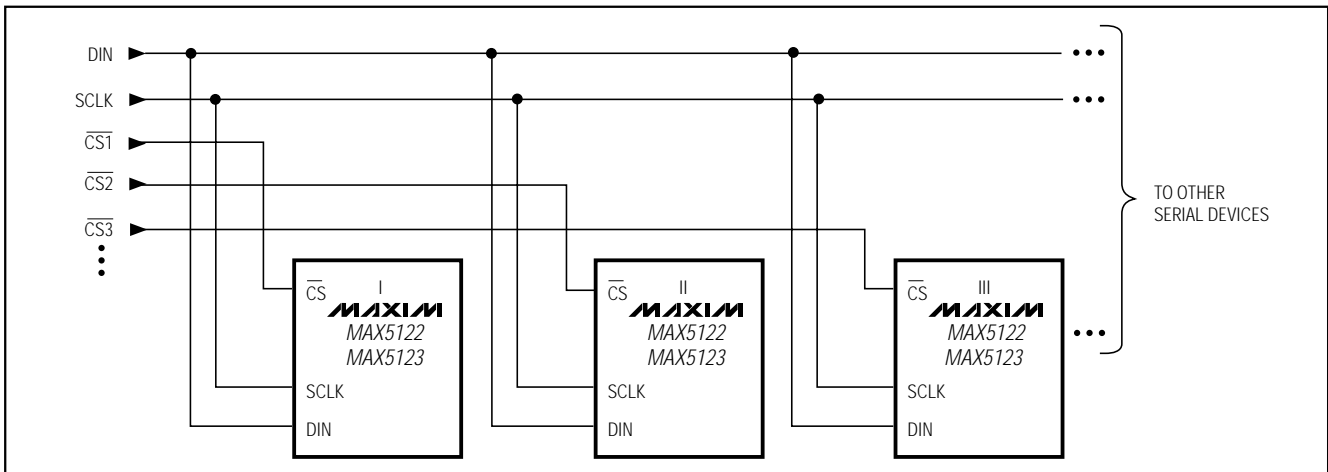 DIN
SCLK
CS1
CS2
CS3
TO OTHER
SERIAL DEVICES
CS
I
MAXIM
MAX5122
MAX5123
SCLK
DIN
CS
II
MAXIM
MAX5122
MAX5123
SCLK
DIN
CS
III
MAXIM
MAX5122
MAX5123
SCLK
DIN